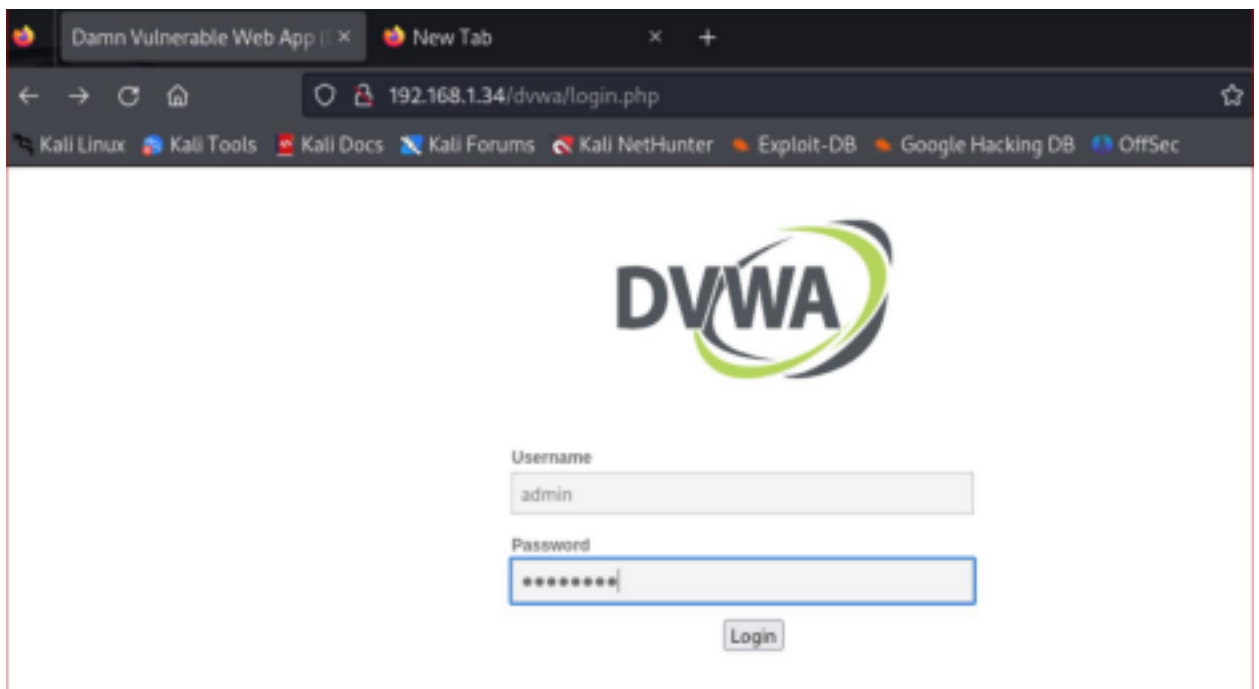 Damn Vulnerable Web App (
New Tab
192.168.1.34/dvwa/login.php
Kali Linux Kali Tools Kali Docs Kali Forums Kali NetHunter Exploit-DB Google Hacking DB OffSec
DVWA
Username
admin
Password
Login